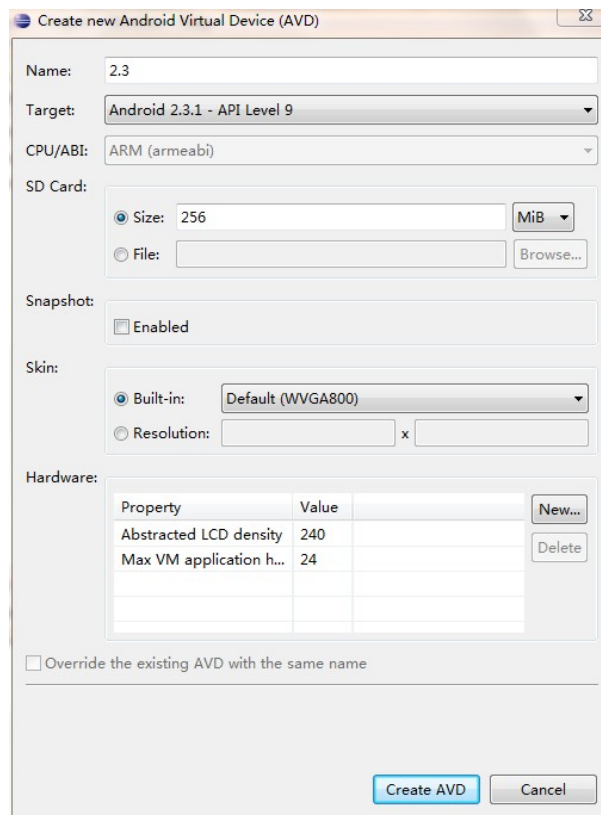 Create new Android Virtual Device (AVD)
Name: 2.3
Target: Android 2.3.1 - API Level 9
CPU/ABI: ARM (armeabi)
SD Card:
Size: 256 MiB
File: Browse...
Snapshot:
Enabled
Skin:
Built-in: Default (WVGA800)
Resolution: x
Hardware:
Property Value
New...
Abstracted LCD density 240
Delete
Max VM application h... 24
Override the existing AVD with the same name
Create AVD Cancel